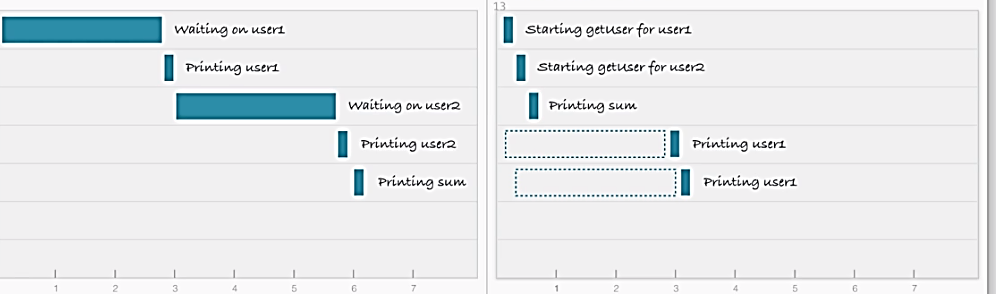 Waiting on user1
Printing user1
Waiting on user2
Printing user2
Printing sum
1 2 3 4 5 6 7
13
Starting getUser for user1
Starting getUser for user2
Printing sum
Printing user1
Printing user1
1 2 3 4 5 6 7